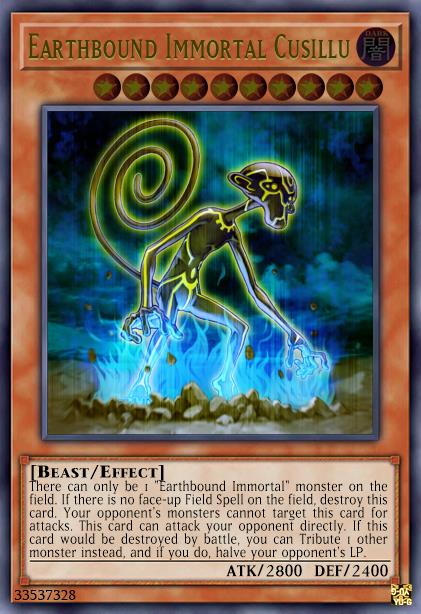 Earthbound Immortal Cusillu
DARK
闇
[Beast/Effect]
There can only be 1 "Earthbound Immortal" monster on the
field. If there is no face-up Field Spell on the field, destroy this
card. Your opponent's monsters cannot target this card for
attacks. This card can attack your opponent directly. If this
card would be destroyed by battle, you can Tribute 1 other
monster instead, and if you do, halve your opponent's LP.
ATK/2800 DEF/2400
33537328